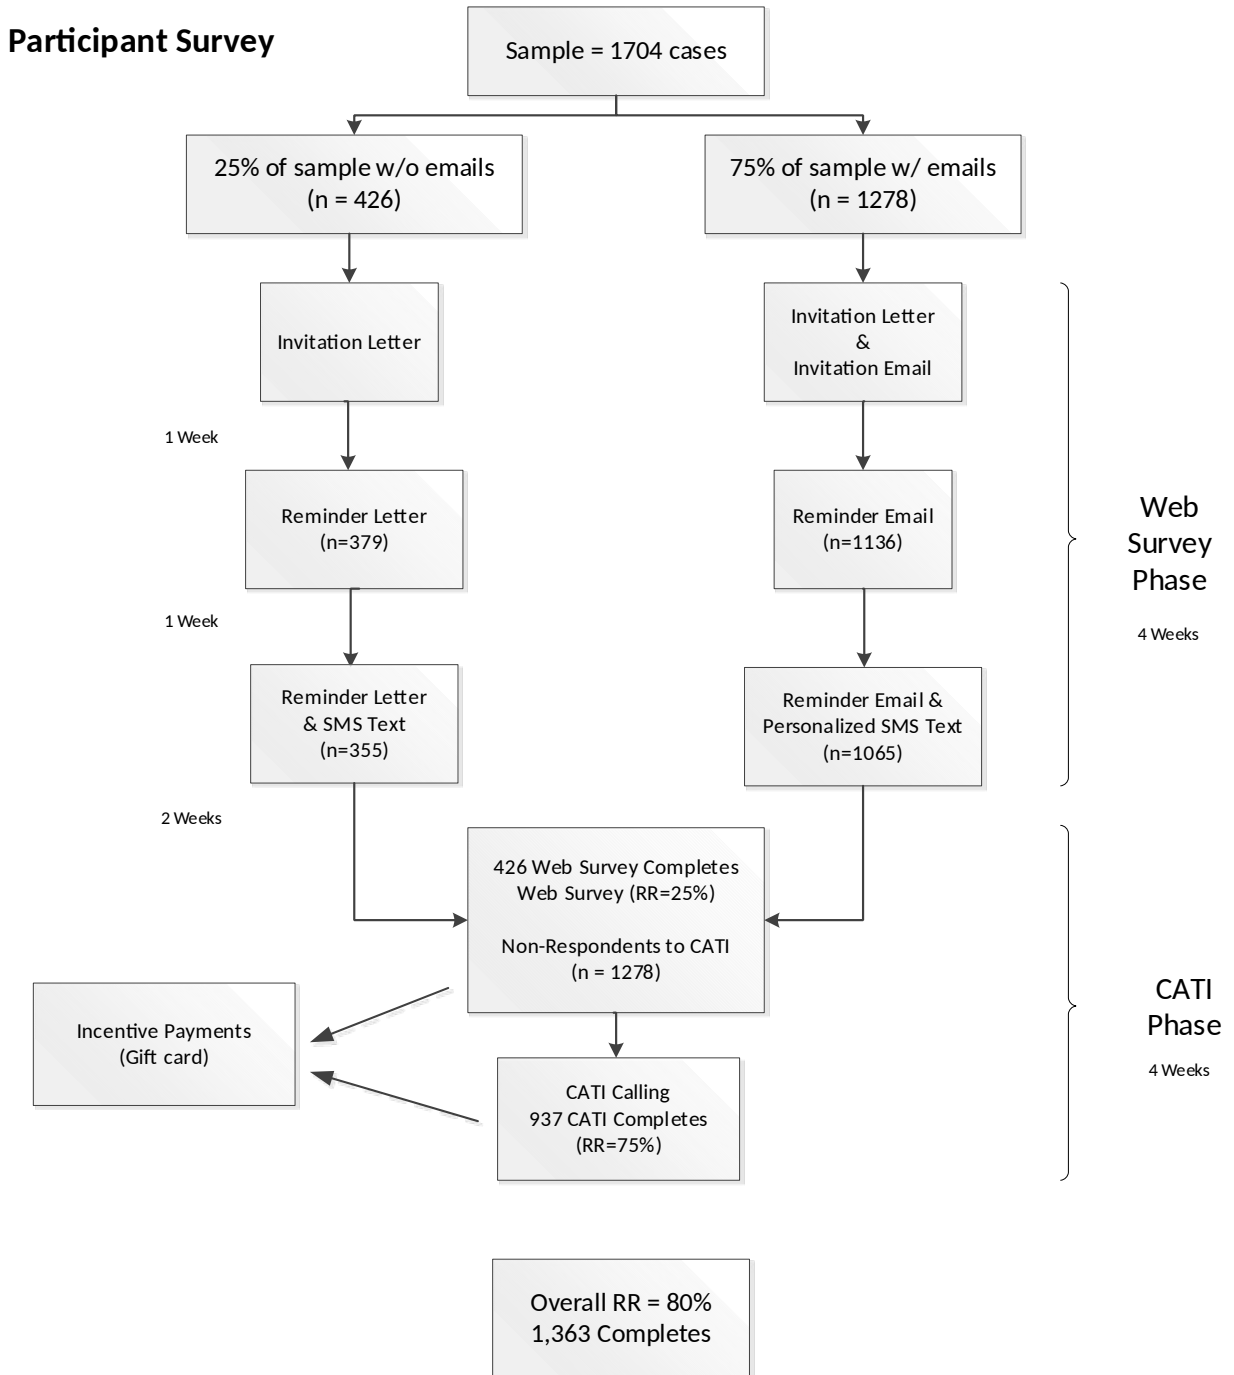 Participant Survey
Sample = 1704 cases
25% of sample w/o emails
(n = 426)
75% of sample w/ emails
(n = 1278)
Invitation Letter
Invitation Letter
&
Invitation Email
1 Week
Reminder Letter
(n=379)
Reminder Email
(n=1136)
Web
Survey
Phase
4 Weeks
1 Week
Reminder Letter
& SMS Text
(n=355)
Reminder Email &
Personalized SMS Text
(n=1065)
2 Weeks
426 Web Survey Completes
Web Survey (RR=25%)
Non-Respondents to CATI
(n = 1278)
Incentive Payments
(Gift card)
CATI
Phase
4 Weeks
CATI Calling
937 CATI Completes
(RR=75%)
Overall RR = 80%
1,363 Completes